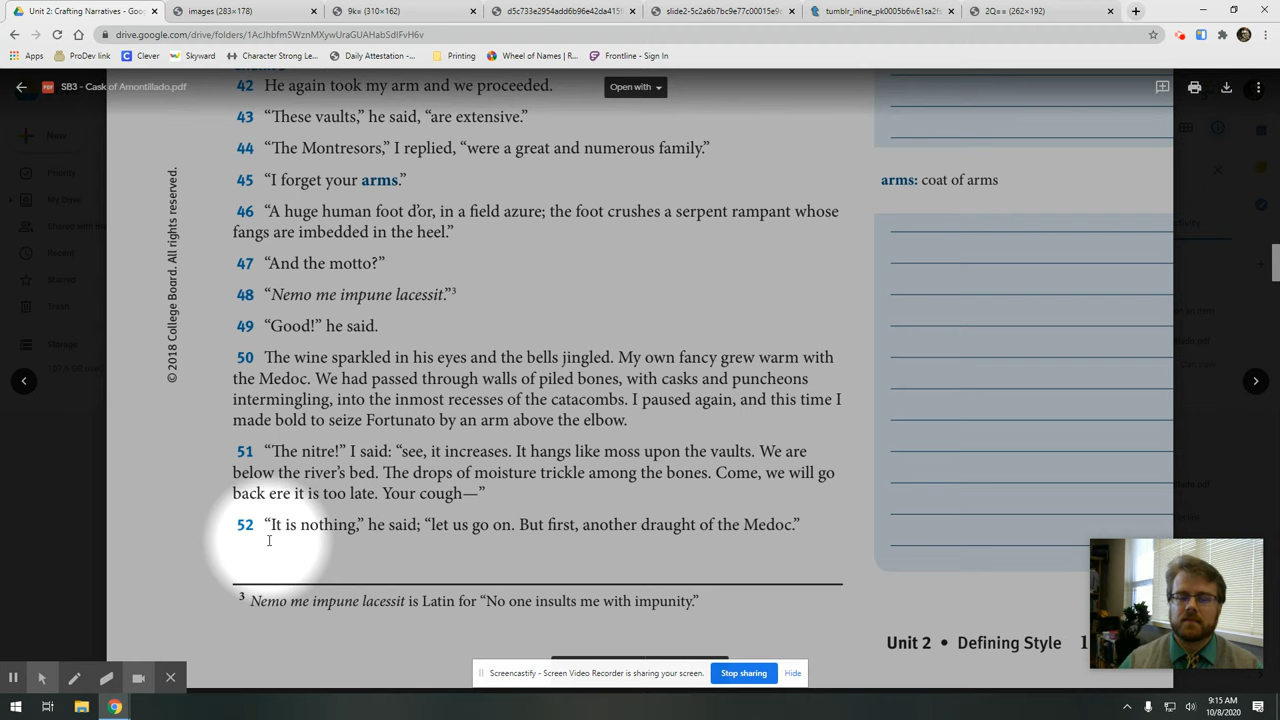 Unit 2: Crafting Narratives - Goo
images (283×178)
9k= (310×162)
d5c733e2954add6b96e42da415f
slide2-5c2a6b7bc9e77c00015e9
tumblr_inline_pk0005b6wE1sa2f
2Q== (262×192)
drive.google.com/drive/folders/1AcJhbfm5WznMXywUraGUAHabSdIfvH6v
Apps
ProDev link
Clever
Skyward
Character Strong Le...
Daily Attestation -...
Printing
Wheel of Names | R...
Frontline - Sign In
SB3 - Cask of Amontillado.pdf
Open with
New
Priority
My Drive
Shared with me
Recent
Starred
Trash
Storage
© 2018 College Board. All rights reserved.
42 He again took my arm and we proceeded.
43 “These vaults,” he said, “are extensive.”
44 “The Montresors,” I replied, “were a great and numerous family.”
45 “I forget your arms.”
46 “A huge human foot d’or, in a field azure; the foot crushes a serpent rampant whose
fangs are imbedded in the heel.”
47 “And the motto?”
48 “Nemo me impune lacessit.”3
49 “Good!” he said.
50 The wine sparkled in his eyes and the bells jingled. My own fancy grew warm with
the Medoc. We had passed through walls of piled bones, with casks and puncheons
intermingling, into the inmost recesses of the catacombs. I paused again, and this time I
made bold to seize Fortunato by an arm above the elbow.
51 “The nitre!” I said: “see, it increases. It hangs like moss upon the vaults. We are
below the river’s bed. The drops of moisture trickle among the bones. Come, we will go
back ere it is too late. Your cough—”
52 “It is nothing,” he said; “let us go on. But first, another draught of the Medoc.”
3 Nemo me impune lacessit is Latin for “No one insults me with impunity.”
arms: coat of arms
Unit 2 • Defining Style 1
Screencastify - Screen Video Recorder is sharing your screen.
Stop sharing
Hide
9:15 AM
10/8/2020